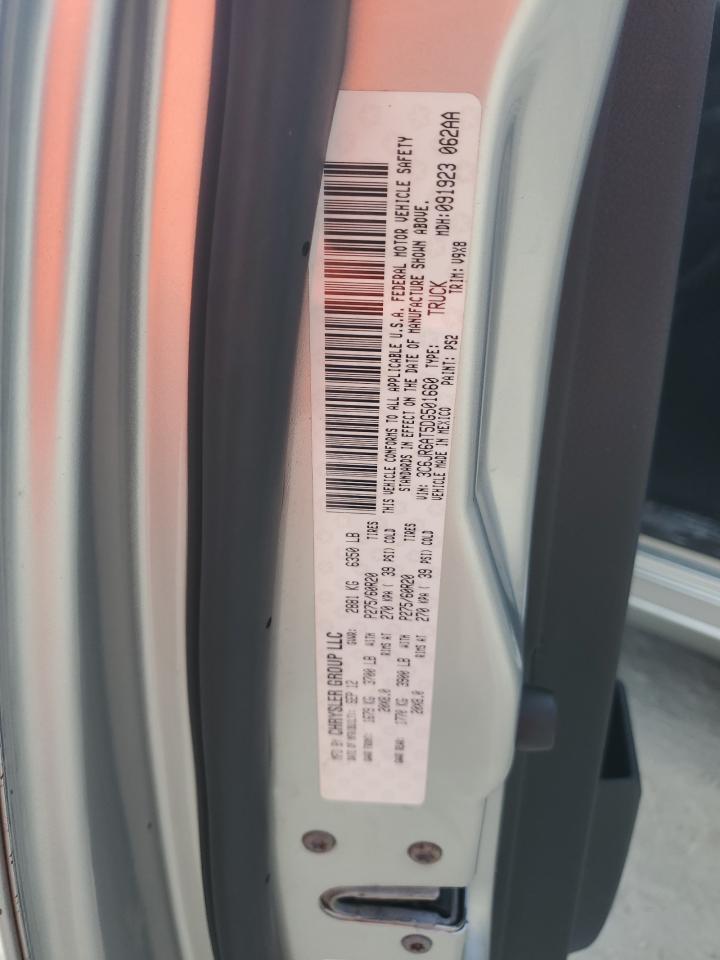 MFD BY CHRYSLER GROUP LLC
DATE OF MFR: SEP 12 GVWR: 2881 KG 6350 LB
GAWR FRONT: 1679 KG 3700 LB WITH P275/60R20 TIRES
20X8.0 RIMS AT 270 KPA ( 39 PSI) COLD
GAWR REAR: 1770 KG 3900 LB WITH P275/60R20 TIRES
20X8.0 RIMS AT 270 KPA ( 39 PSI) COLD
THIS VEHICLE CONFORMS TO ALL APPLICABLE U.S.A. FEDERAL MOTOR VEHICLE SAFETY
STANDARDS IN EFFECT ON THE DATE OF MANUFACTURE SHOWN ABOVE.
VIN: 3C6JR6AT5DG501660 TYPE: TRUCK MDH:091923 062AA
VEHICLE MADE IN MEXICO PAINT: PS2 TRIM: V9X8